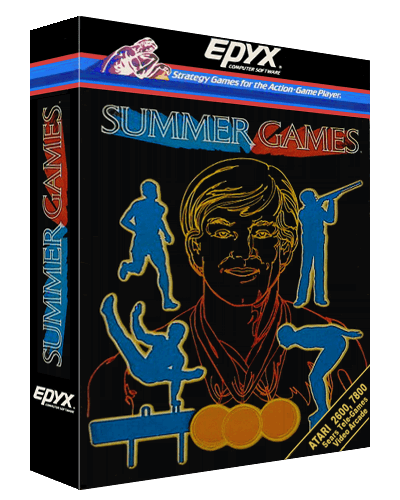 EPYX®
COMPUTER SOFTWARE
Strategy Games for the Action-Game Player.
SUMMER GAMES
SUMMER GAMES
EPYX
COMPUTER SOFTWARE
ATARI 2600, 7800
Sears Tele-Games
Video Arcade